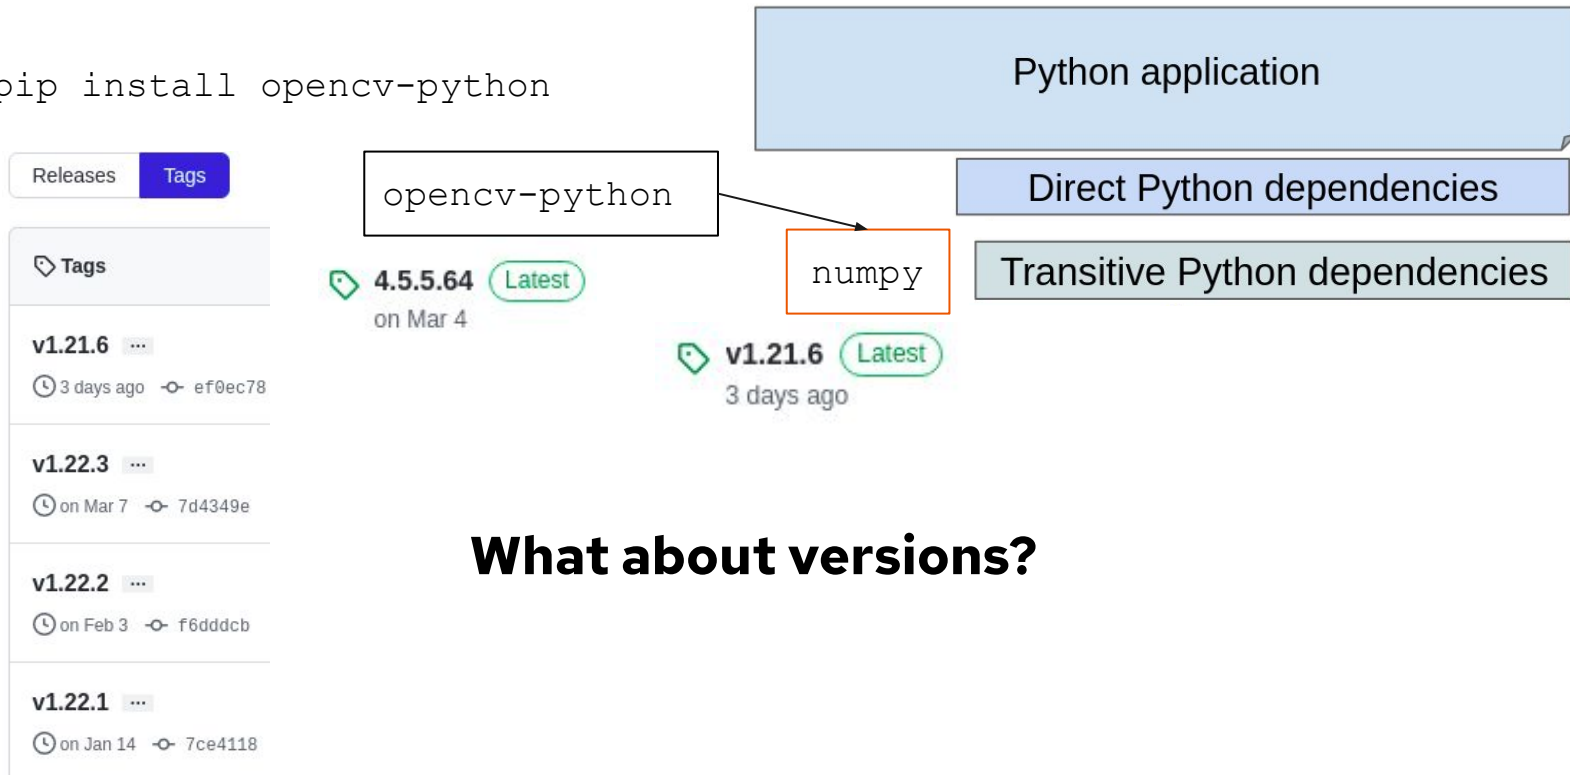 pip install opencv-python
Python application
Releases Tags
opencv-python
Direct Python dependencies
Tags
4.5.5.64 Latest
on Mar 4
numpy
Transitive Python dependencies
v1.21.6 ...
3 days ago ef0ec78
v1.21.6 Latest
3 days ago
v1.22.3 ...
on Mar 7 7d4349e
What about versions?
v1.22.2 ...
on Feb 3 f6dddcb
v1.22.1 ...
on Jan 14 7ce4118